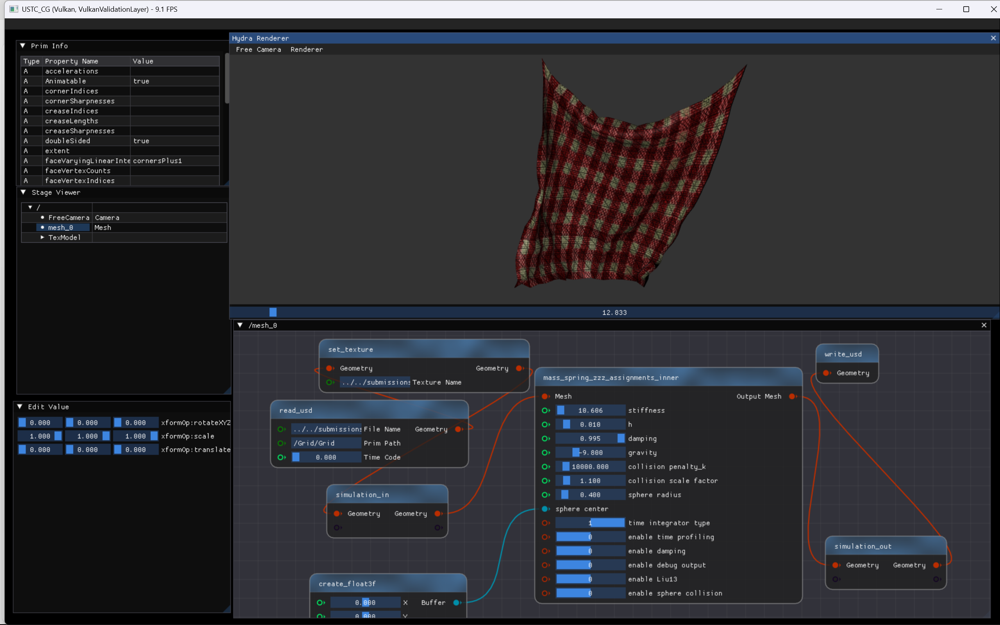 USTC_CG (Vulkan, VulkanValidationLayer) - 9.1 FPS
Prim Info
Type Property Name Value
A accelerations
A Animatable true
A cornerIndices
A cornerSharpnesses
A creaseIndices
A creaseLengths
A creaseSharpnesses
A doubleSided true
A extent
A faceVaryingLinearInte cornersPlus1
A faceVertexCounts
A faceVertexIndices
Stage Viewer
/
FreeCamera Camera
mesh_0 Mesh
TexModel
Edit Value
0.000 0.000 0.000 xformOp:rotateXYZ
1.000 1.000 1.000 xformOp:scale
0.000 0.000 0.000 xformOp:translate
Hydra Renderer
Free Camera Renderer
12.833
/mesh_0
set_texture
Geometry Geometry
../../submissions Texture Name
read_usd
../../submissions File Name Geometry
/Grid/Grid Prim Path
0.000 Time Code
simulation_in
Geometry Geometry
create_float3f
0.000 X Buffer
0.000 Y
mass_spring_zzz_assignments_inner
Mesh Output Mesh
10.606 stiffness
0.010 h
0.995 damping
-9.800 gravity
10000.000 collision penalty_k
1.100 collision scale factor
0.400 sphere radius
sphere center
1 time integrator type
0 enable time profiling
0 enable damping
0 enable debug output
0 enable Liu13
0 enable sphere collision
write_usd
Geometry
simulation_out
Geometry Geometry